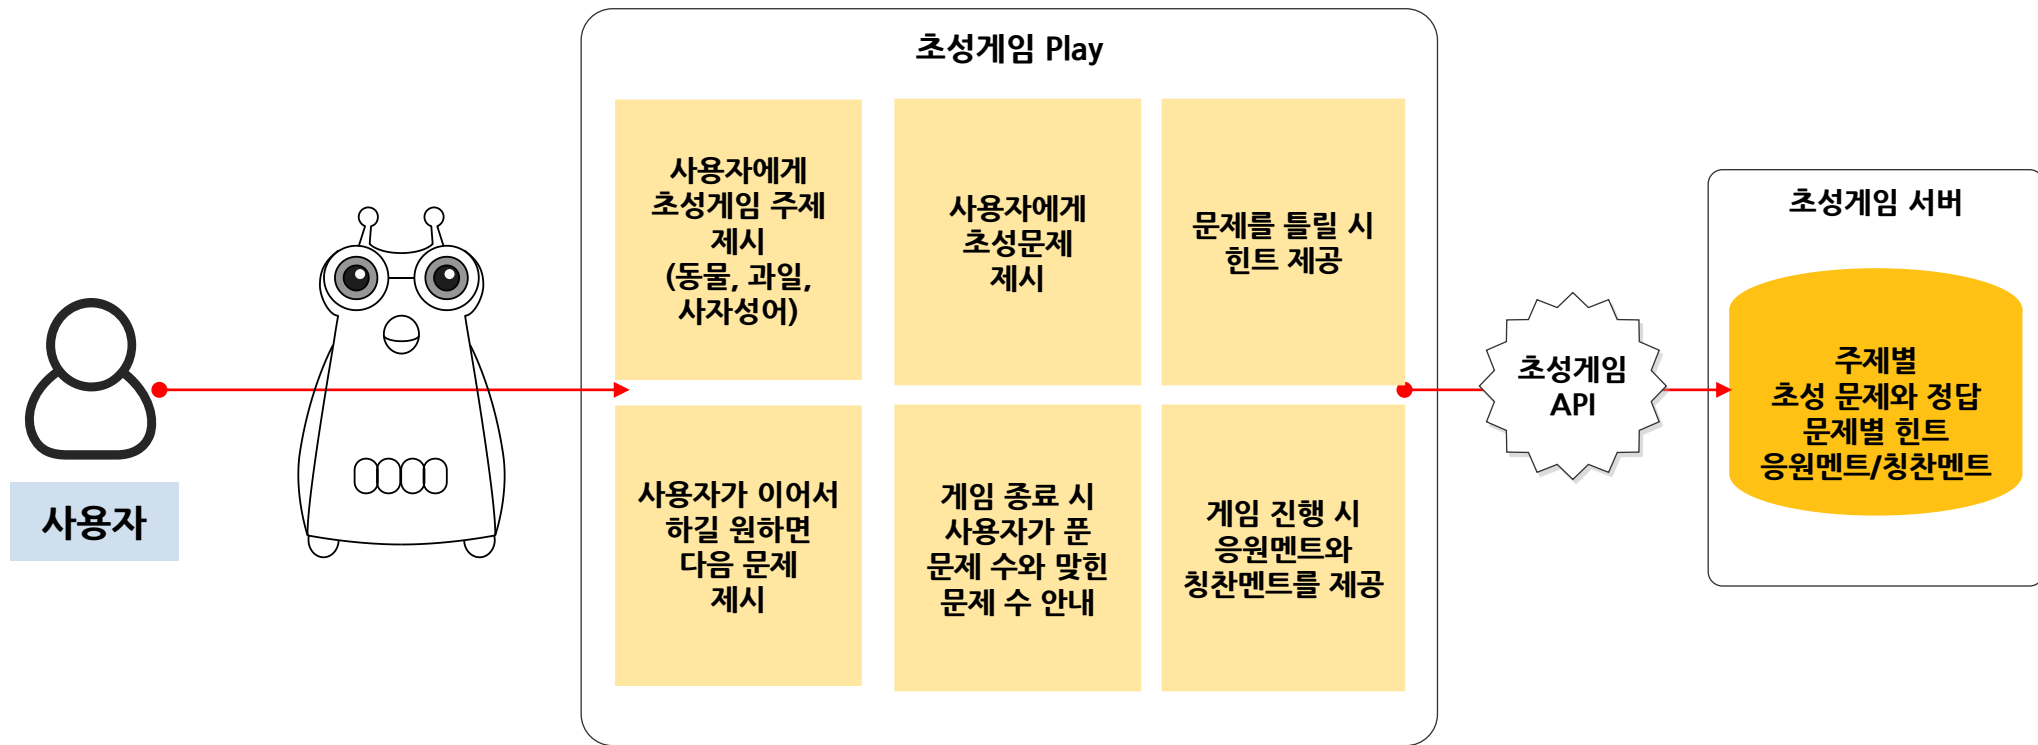 초성게임 Play
사용자에게
초성게임 주제
제시
(동물, 과일,
사자성어)
사용자에게
초성문제
제시
문제를 틀릴 시
힌트 제공
사용자가 이어서
하길 원하면
다음 문제
제시
게임 종료 시
사용자가 푼
문제 수와 맞힌
문제 수 안내
게임 진행 시
응원멘트와
칭찬멘트를 제공
사용자
초성게임
API
초성게임 서버
주제별
초성 문제와 정답
문제별 힌트
응원멘트/칭찬멘트